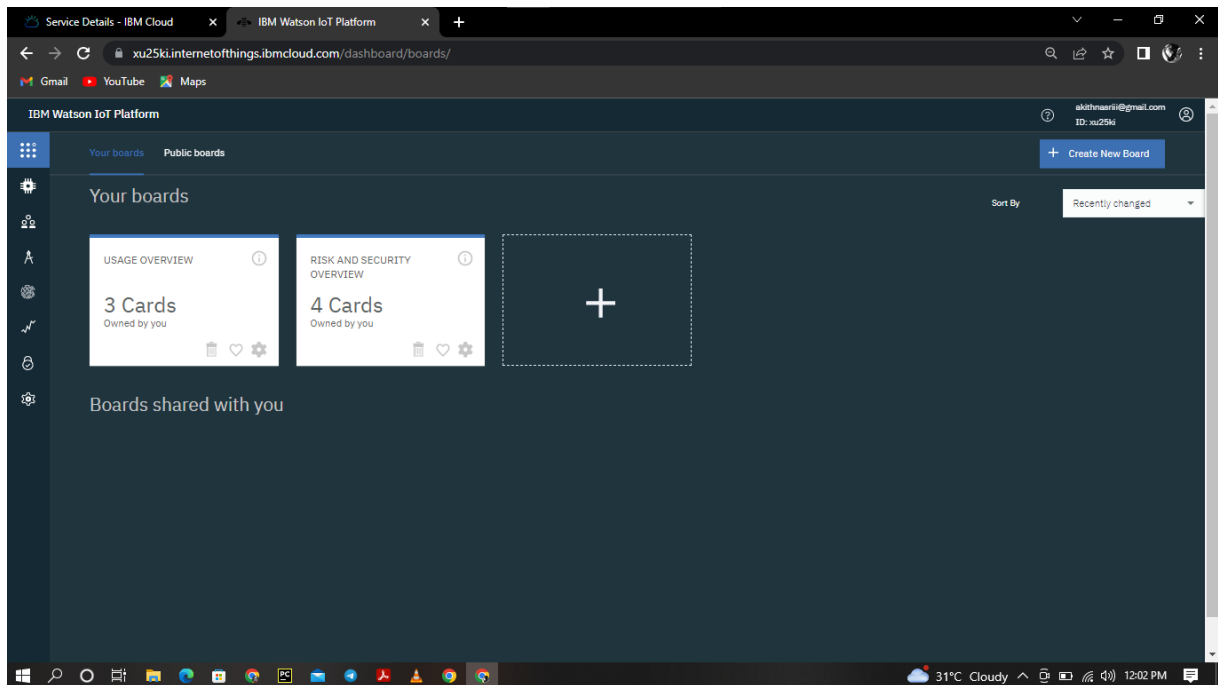 Service Details - IBM Cloud
IBM Watson IoT Platform
xu25ki.internetofthings.ibmcloud.com/dashboard/boards/
Gmail
YouTube
Maps
IBM Watson IoT Platform
akithnaariii@gmail.com
ID: xu25ki
Your boards
Public boards
Create New Board
Your boards
Sort By
Recently changed
USAGE OVERVIEW
3 Cards
Owned by you
RISK AND SECURITY
OVERVIEW
4 Cards
Owned by you
Boards shared with you
PC
31°C Cloudy
12:02 PM